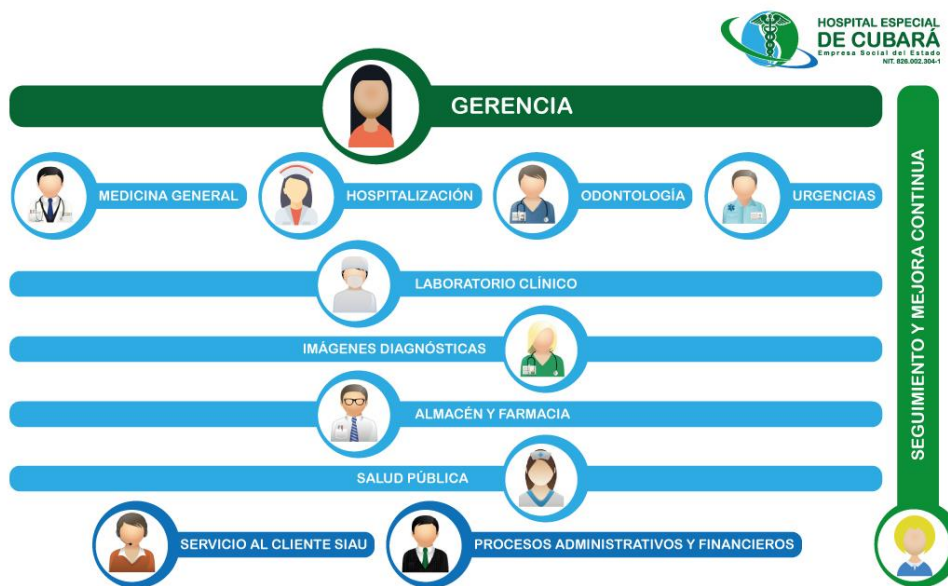 HOSPITAL ESPECIAL
DE CUBARÁ
Empresa Social del Estado
NIT. 826.002.304-1
GERENCIA
MEDICINA GENERAL
HOSPITALIZACIÓN
ODONTOLOGÍA
URGENCIAS
LABORATORIO CLÍNICO
IMÁGENES DIAGNÓSTICAS
ALMACÉN Y FARMACIA
SALUD PÚBLICA
SERVICIO AL CLIENTE SIAU
PROCESOS ADMINISTRATIVOS Y FINANCIEROS
SEGUIMIENTO Y MEJORA CONTINUA